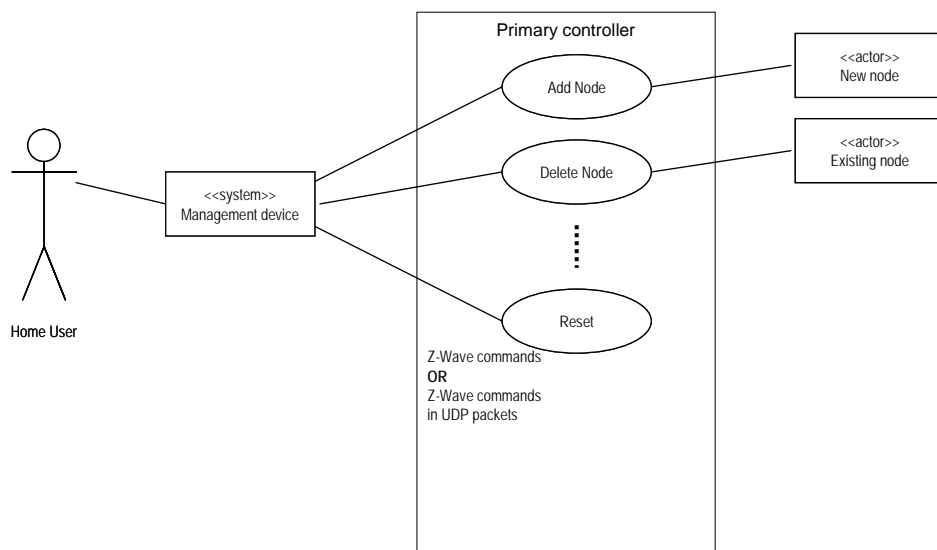 Primary controller
Add Node
<<actor>>
New node
Delete Node
<<actor>>
Existing node
<<system>>
Management device
Home User
Reset
Z-Wave commands
OR
Z-Wave commands
in UDP packets